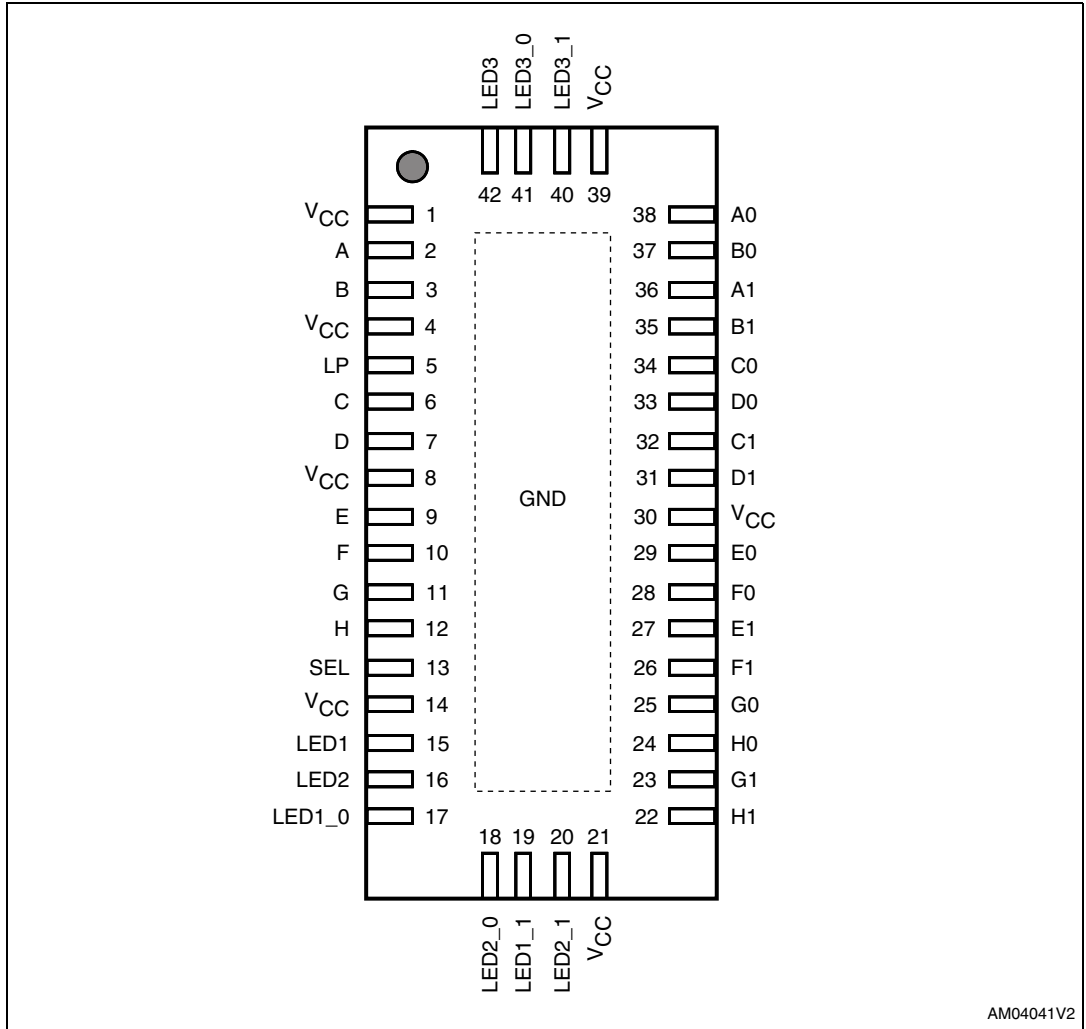 LED3 LED3_0 LED3_1 VCC
42 41 40 39
VCC 1 38 A0
A 2 37 B0
B 3 36 A1
VCC 4 35 B1
LP 5 34 C0
C 6 33 D0
D 7 32 C1
VCC 8 31 D1
GND
E 9 30 VCC
F 10 29 E0
G 11 28 F0
H 12 27 E1
SEL 13 26 F1
VCC 14 25 G0
LED1 15 24 H0
LED2 16 23 G1
LED1_0 17 22 H1
18 19 20 21
LED2_0 LED1_1 LED2_1 VCC
AM04041V2